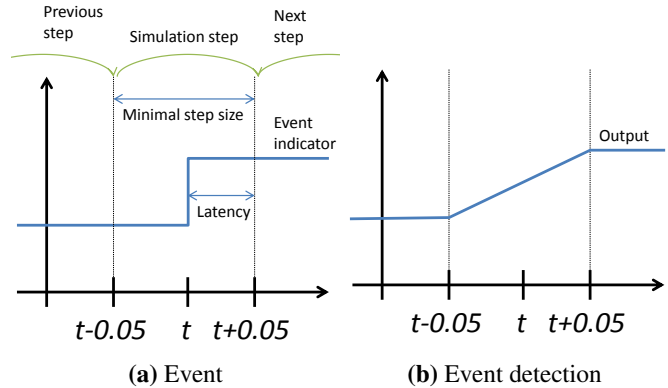 Previous
step
Simulation step
Next
step
Minimal step size
Event
indicator
Latency
t-0.05 t t+0.05
(a) Event
Output
t-0.05 t t+0.05
(b) Event detection